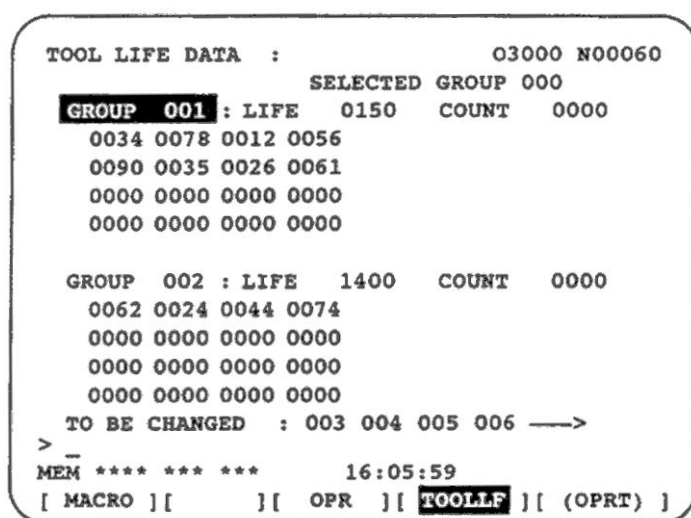 TOOL LIFE DATA : O3000 N00060
SELECTED GROUP 000
GROUP 001 : LIFE 0150 COUNT 0000
0034 0078 0012 0056
0090 0035 0026 0061
0000 0000 0000 0000
0000 0000 0000 0000
GROUP 002 : LIFE 1400 COUNT 0000
0062 0024 0044 0074
0000 0000 0000 0000
0000 0000 0000 0000
0000 0000 0000 0000
TO BE CHANGED : 003 004 005 006 ——>
> _
MEM **** *** *** 16:05:59
[ MACRO ][ ][ OPR ][ TOOLLF ][ (OPRT) ]